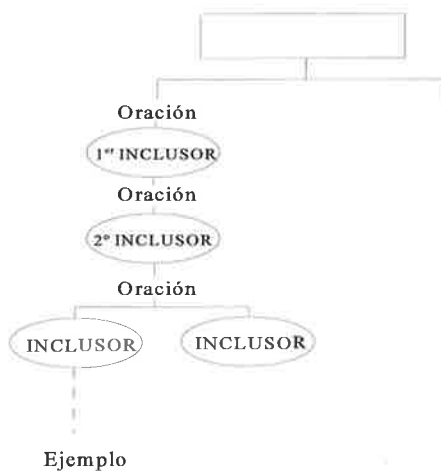 Oración
1er INCLUSOR
Oración
2º INCLUSOR
Oración
INCLUSOR INCLUSOR
Ejemplo